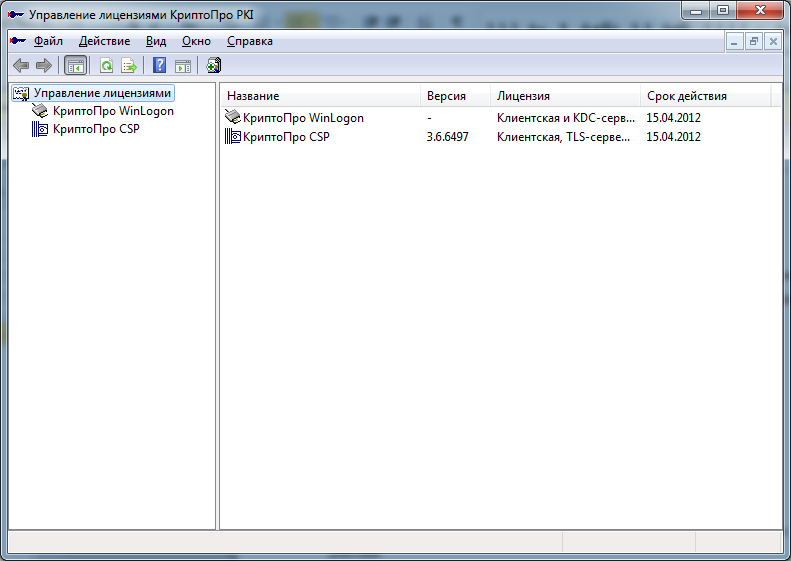 Управление лицензиями КриптоПро PKI
Файл Действие Вид Окно Справка
Управление лицензиями
КриптоПро WinLogon
КриптоПро CSP
Название Версия Лицензия Срок действия
КриптоПро WinLogon - Клиентская и KDC-серв... 15.04.2012
КриптоПро CSP 3.6.6497 Клиентская, TLS-серве... 15.04.2012